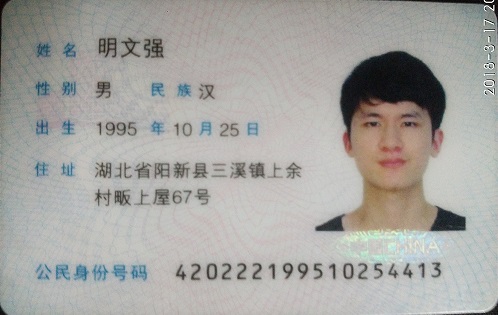 姓名 明文强
性别 男 民族 汉
出生 1995 年 10 月 25 日
住址 湖北省阳新县三溪镇上余
村畈上屋67号
公民身份号码 420222199510254413
2018-3-17 20